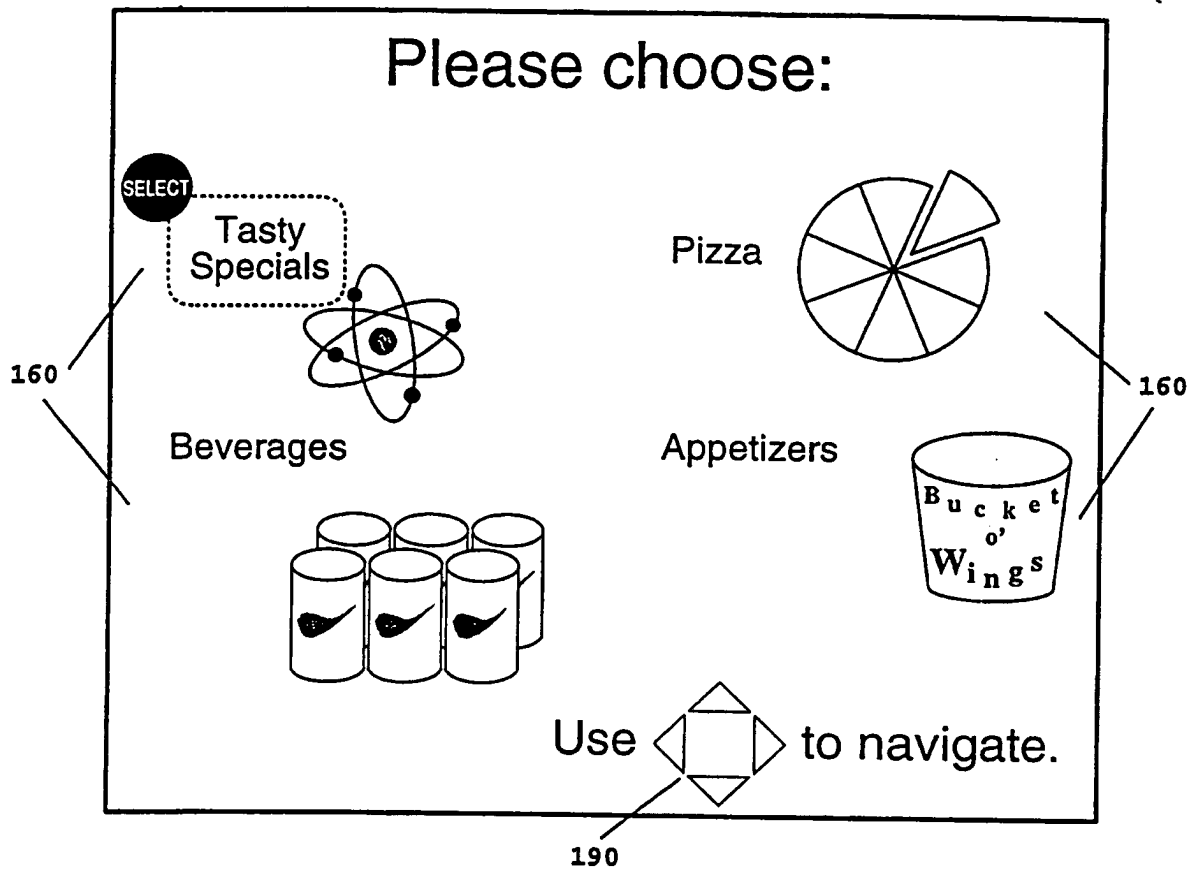 Please choose:
SELECT
Tasty
Specials
Pizza
160
160
Beverages
Appetizers
Bucket
o'
Wings
Use to navigate.
190